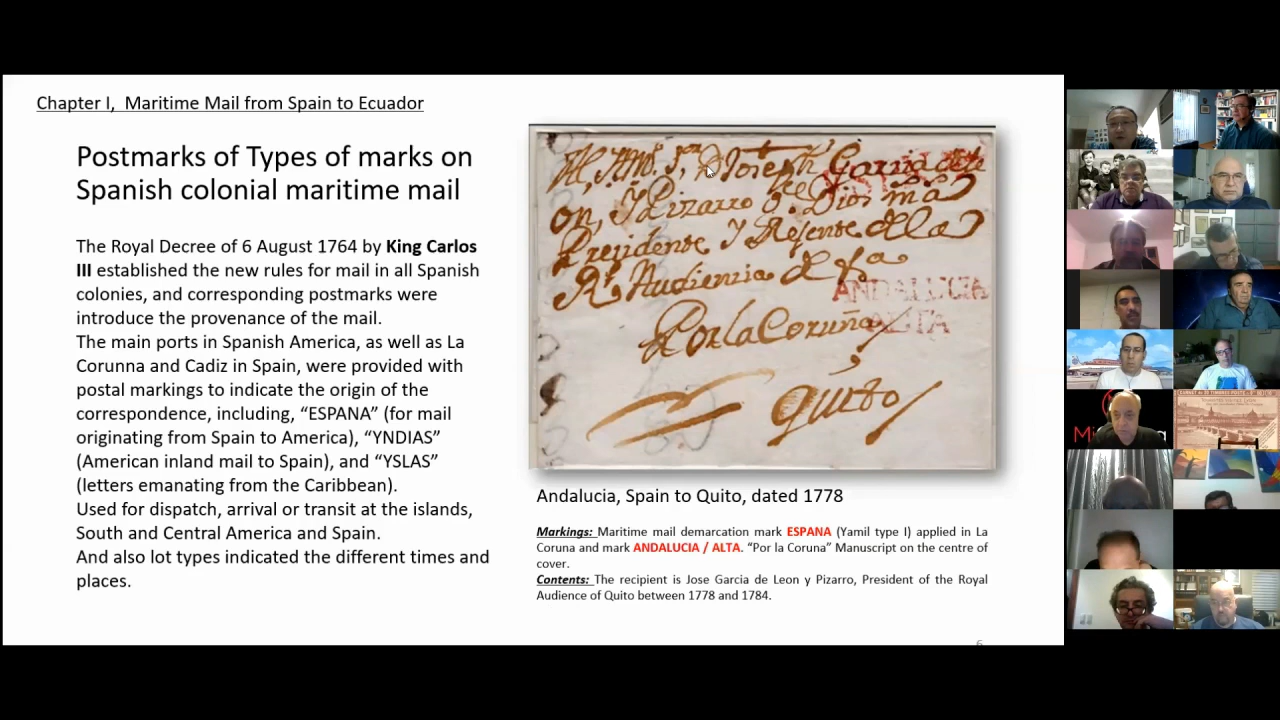 Chapter I,  Maritime Mail from Spain to Ecuador
Postmarks of Types of marks on
Spanish colonial maritime mail
The Royal Decree of 6 August 1764 by King Carlos
III established the new rules for mail in all Spanish
colonies, and corresponding postmarks were
introduce the provenance of the mail.
The main ports in Spanish America, as well as La
Corunna and Cadiz in Spain, were provided with
postal markings to indicate the origin of the
correspondence, including, “ESPANA” (for mail
originating from Spain to America), “YNDIAS”
(American inland mail to Spain), and “YSLAS”
(letters emanating from the Caribbean).
Used for dispatch, arrival or transit at the islands,
South and Central America and Spain.
And also lot types indicated the different times and
places.
on, Y Pizarro g.e Dios m.a
Presidente Y Rejente de la
R.l Audiencia de
ANDALUCIA
ALTA
Por la Coruña
Quito
Andalucia, Spain to Quito, dated 1778
Markings: Maritime mail demarcation mark ESPANA (Yamil type I) applied in La
Coruna and mark ANDALUCIA / ALTA. “Por la Coruna” Manuscript on the centre of
cover.
Contents: The recipient is Jose Garcia de Leon y Pizarro, President of the Royal
Audience of Quito between 1778 and 1784.
6